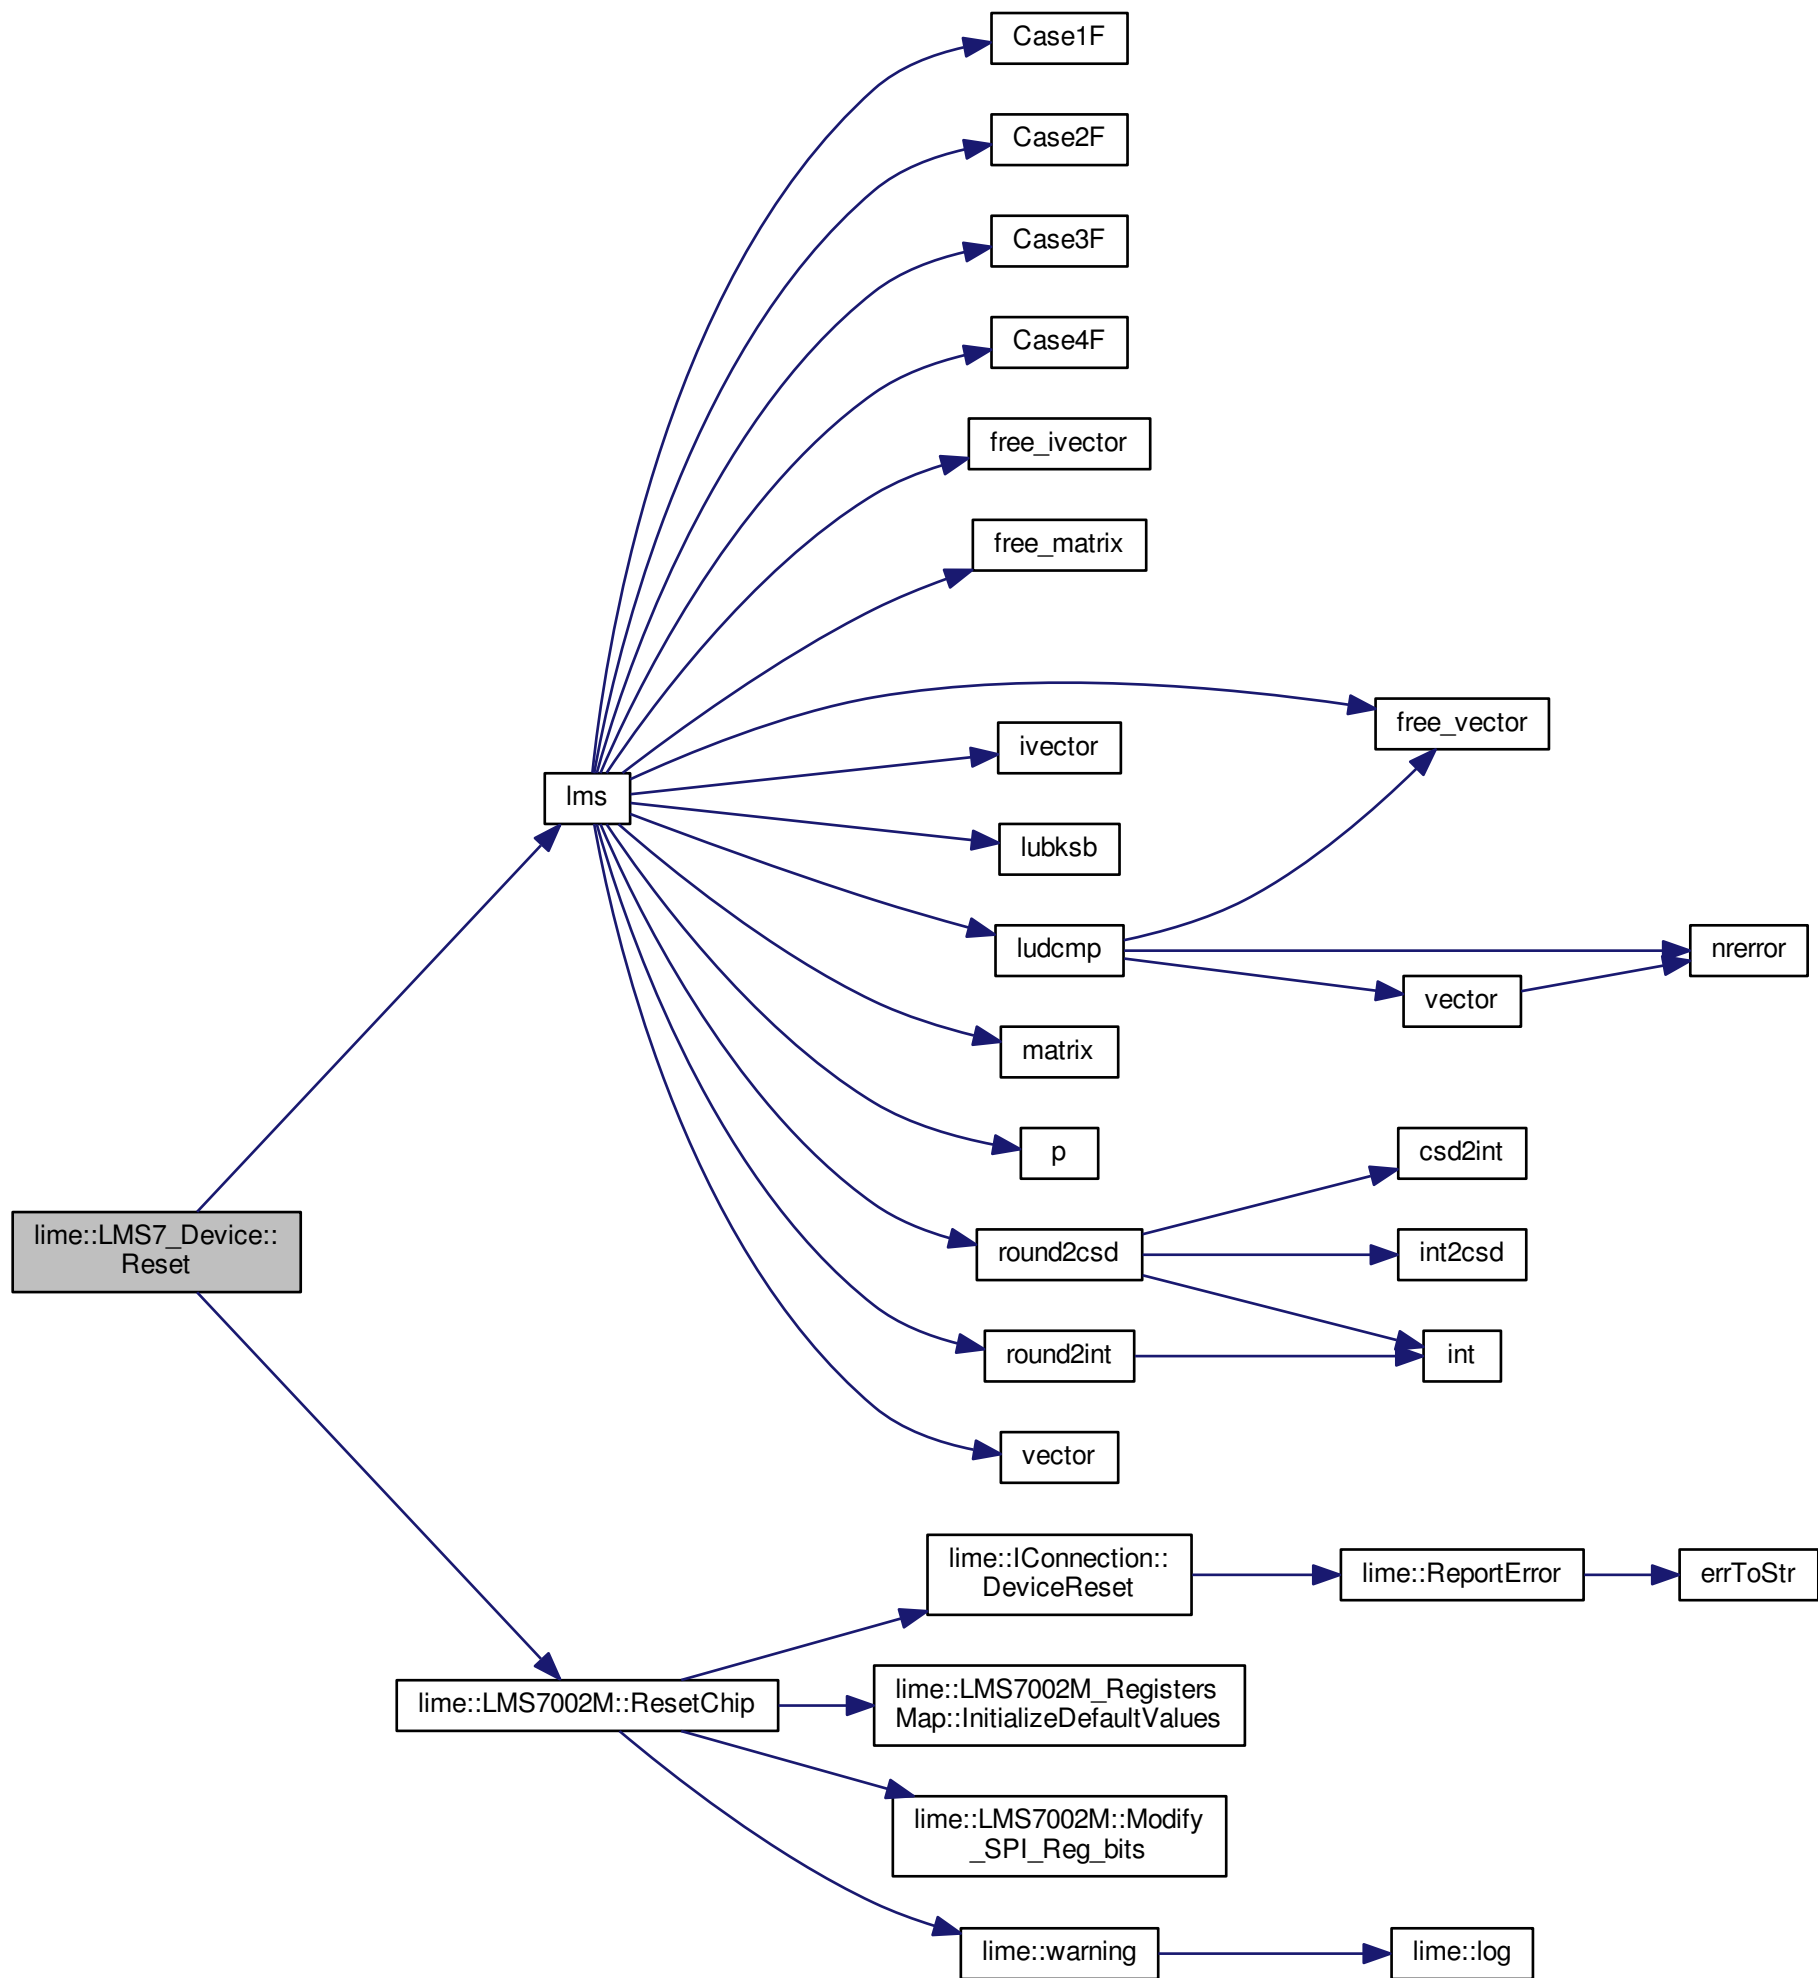 Case1F
Case2F
Case3F
Case4F
free_ivector
free_matrix
free_vector
ivector
lms
lubksb
ludcmp
nrerror
vector
matrix
p
csd2int
lime::LMS7_Device::
Reset
round2csd
int2csd
round2int
int
vector
lime::IConnection::
DeviceReset
lime::ReportError
errToStr
lime::LMS7002M::ResetChip
lime::LMS7002M_Registers
Map::InitializeDefaultValues
lime::LMS7002M::Modify
_SPI_Reg_bits
lime::warning
lime::log